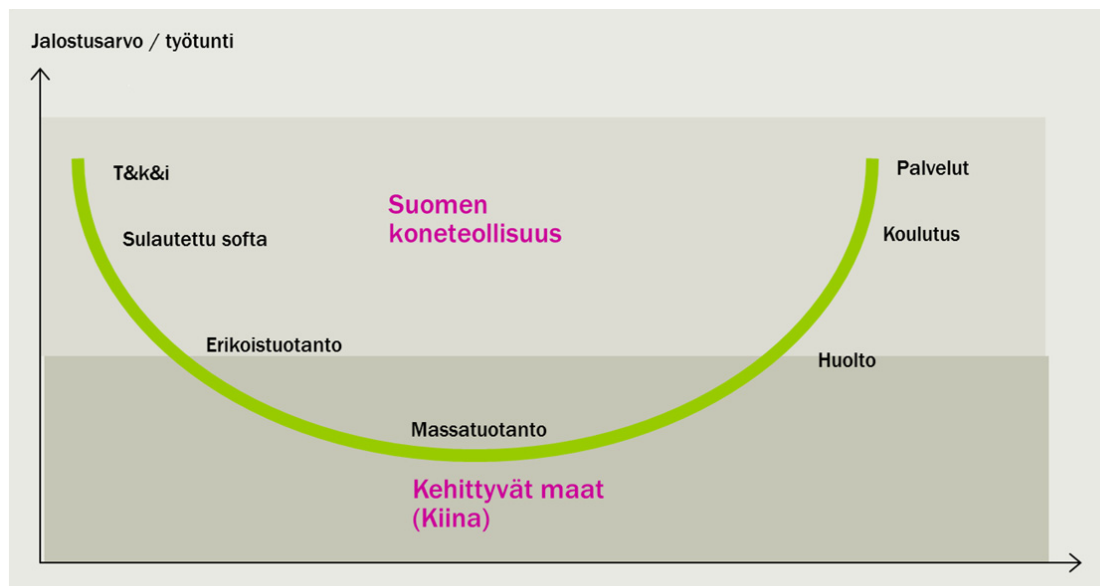 Jalostusarvo / työtunti
T&k&i
Palvelut
Suomen
koneteollisuus
Sulautettu softa
Koulutus
Erikoistuotanto
Huolto
Massatuotanto
Kehittyvät maat
(Kiina)